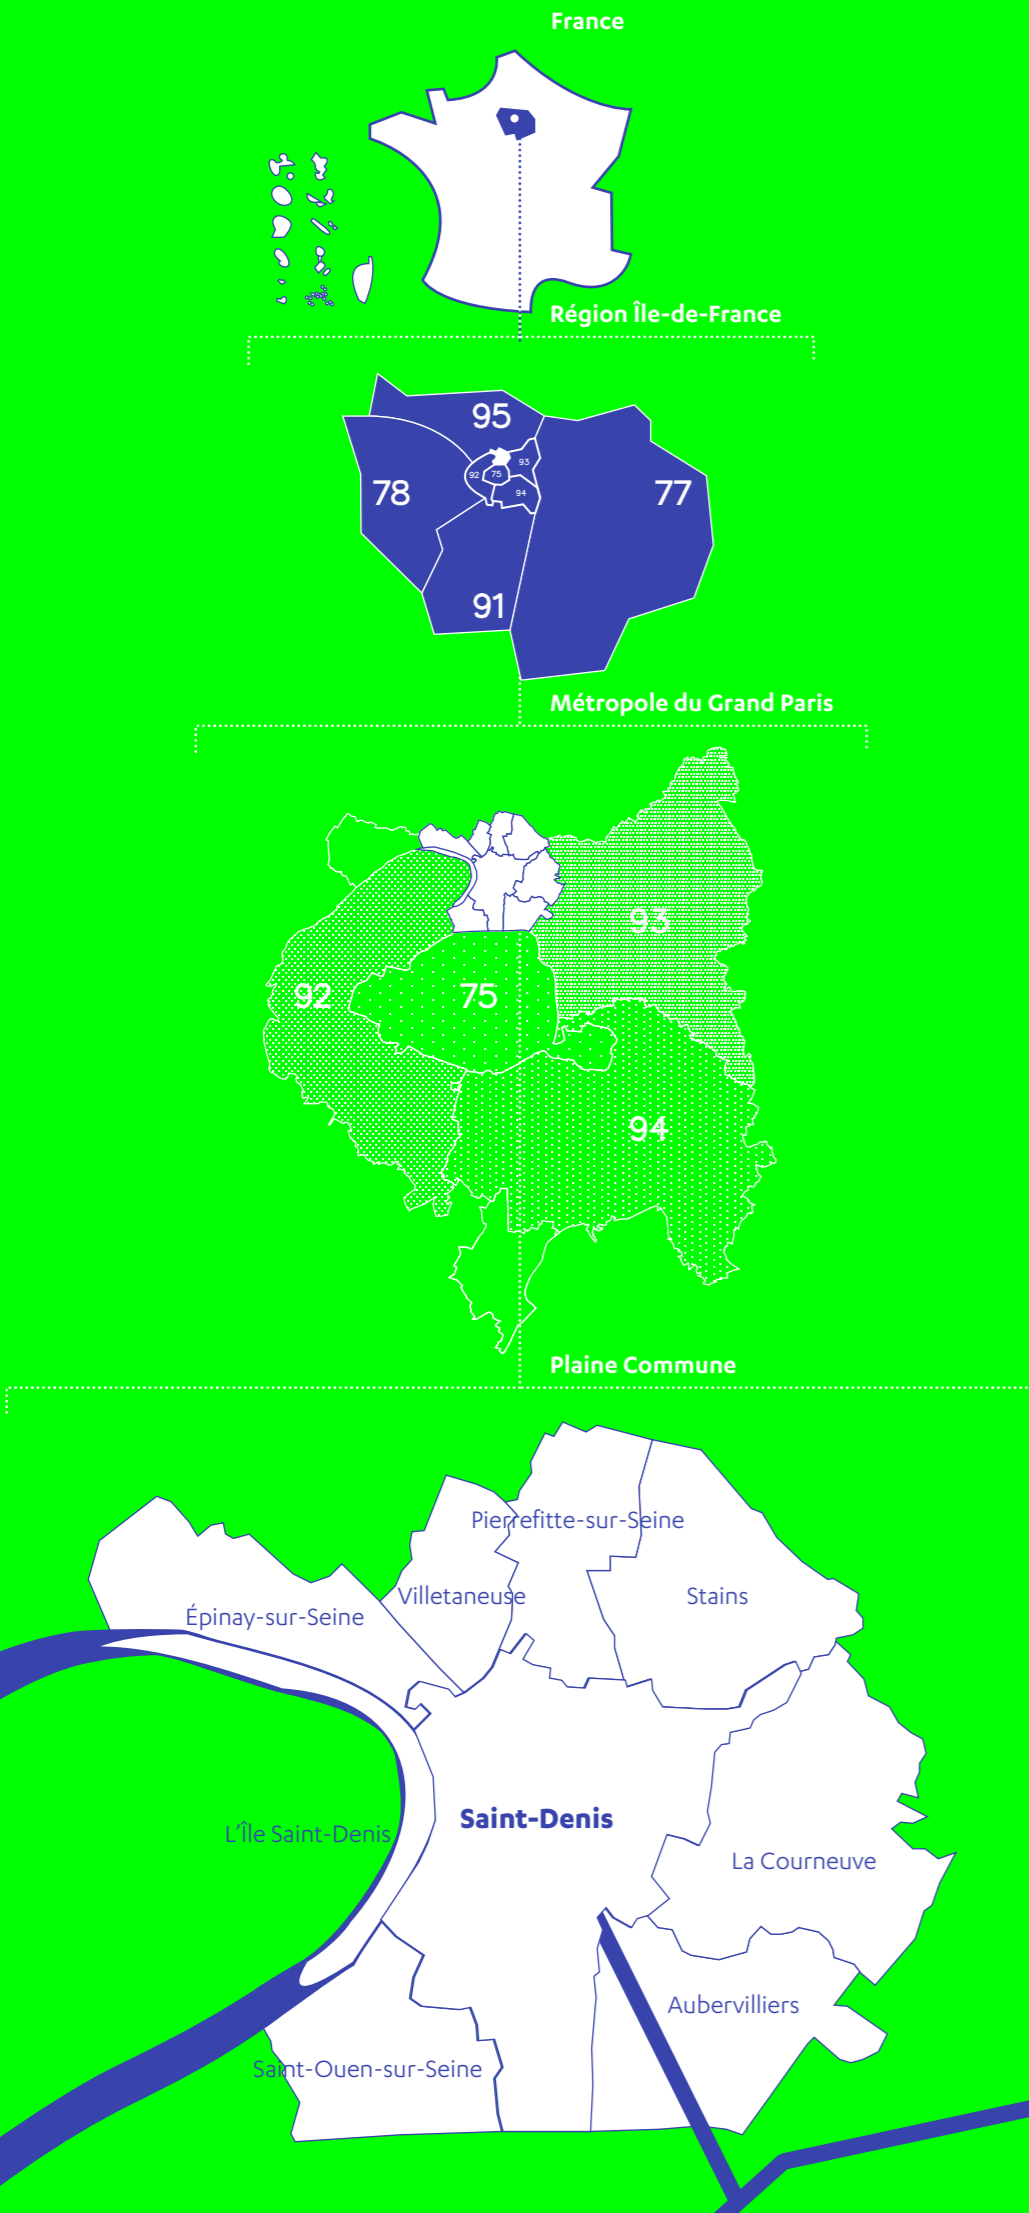 France
Région Île-de-France
95
93
92
75
78
77
94
91
Métropole du Grand Paris
93
92
75
94
Plaine Commune
Pierrefitte-sur-Seine
Villetaneuse
Stains
Épinay-sur-Seine
Saint-Denis
L'Île Saint-Denis
La Courneuve
Aubervilliers
Saint-Ouen-sur-Seine